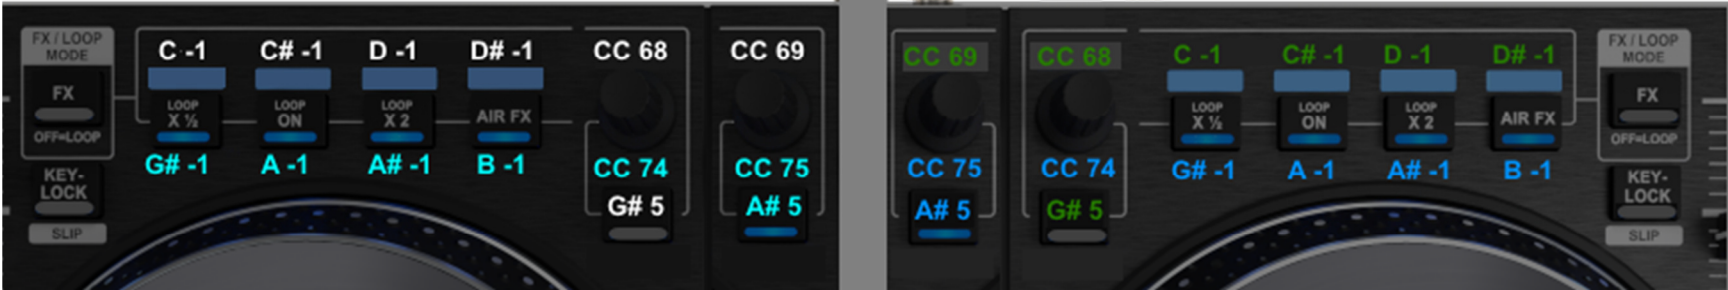 FX / LOOP
MODE
FX
OFF=LOOP
KEY-
LOCK
SLIP
C -1
C# -1
D -1
D# -1
LOOP
X ½
LOOP
ON
LOOP
X 2
AIR FX
G# -1
A -1
A# -1
B -1
CC 68
CC 74
G# 5
CC 69
CC 75
A# 5
CC 69
CC 75
A# 5
CC 68
CC 74
G# 5
C -1
C# -1
D -1
D# -1
LOOP
X ½
LOOP
ON
LOOP
X 2
AIR FX
G# -1
A -1
A# -1
B -1
FX / LOOP
MODE
FX
OFF=LOOP
KEY-
LOCK
SLIP